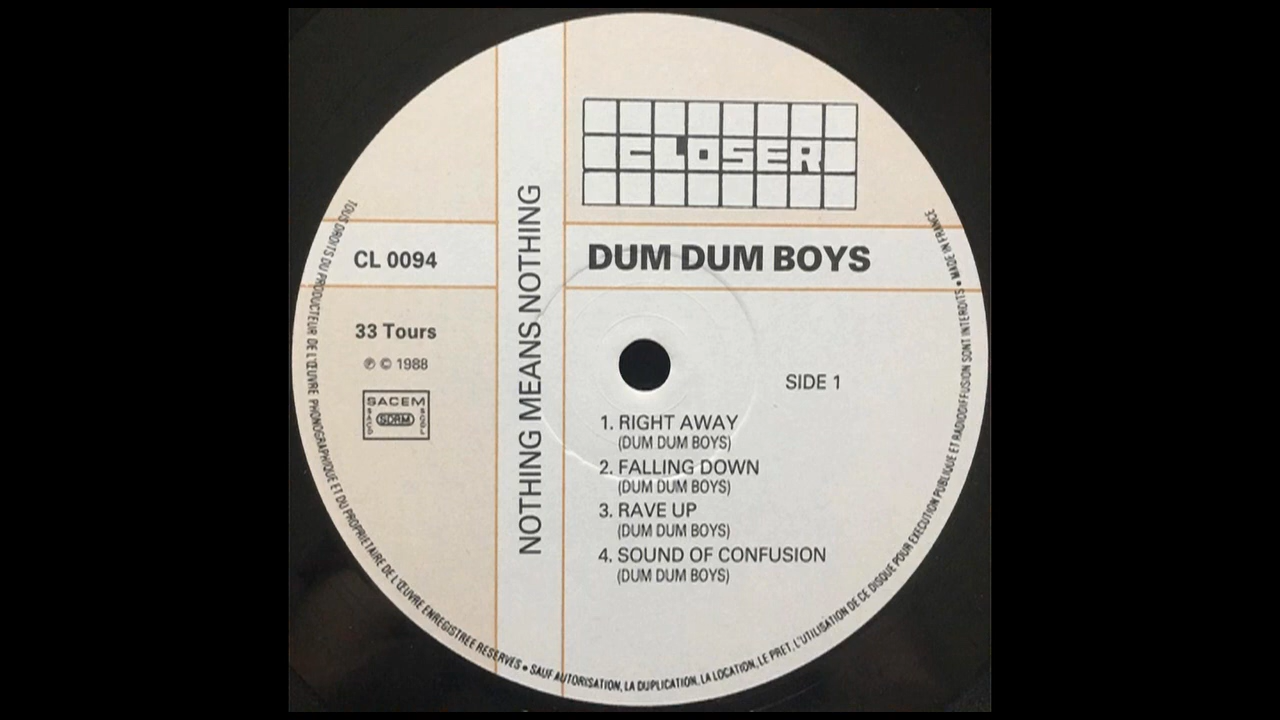 CLOSER
DUM DUM BOYS
CL 0094
NOTHING MEANS NOTHING
33 Tours
℗ © 1988
SACEM
SACD SDRM SCGL
SIDE 1
1. RIGHT AWAY
(DUM DUM BOYS)
2. FALLING DOWN
(DUM DUM BOYS)
3. RAVE UP
(DUM DUM BOYS)
4. SOUND OF CONFUSION
(DUM DUM BOYS)
TOUS DROITS DU PRODUCTEUR DE L'ŒUVRE PHONOGRAPHIQUE ET DU PROPRIETAIRE DE L'ŒUVRE ENREGISTREE RESERVES • SAUF AUTORISATION, LA DUPLICATION, LA LOCATION, LE PRET, L'UTILISATION DE CE DISQUE POUR EXECUTION PUBLIQUE ET RADIODIFFUSION SONT INTERDITS • MADE IN FRANCE